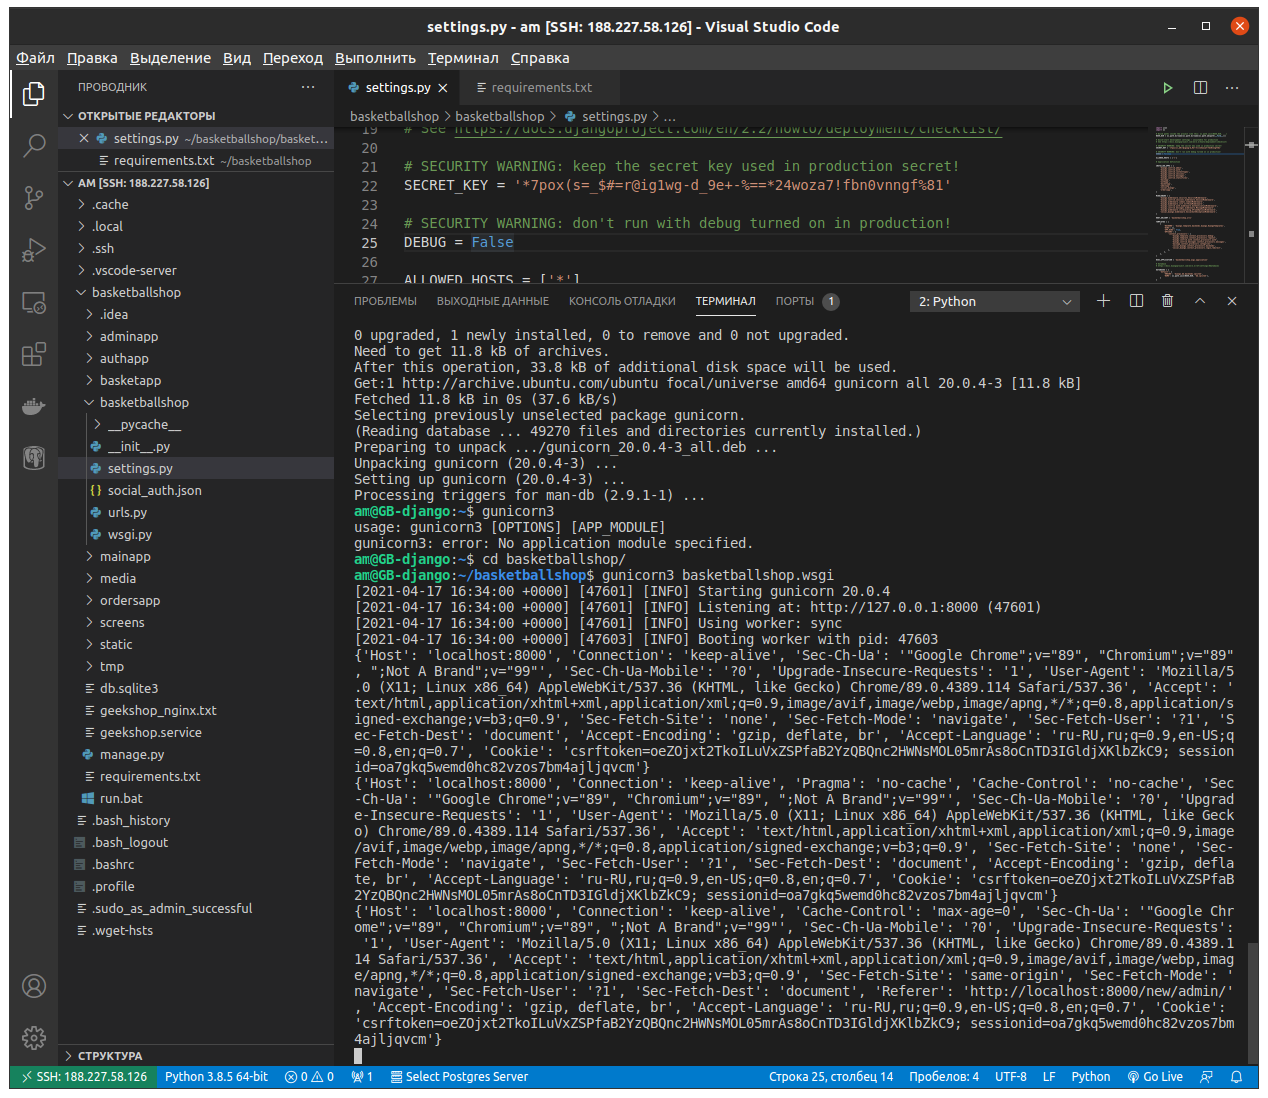 settings.py - am [SSH: 188.227.58.126] - Visual Studio Code
Файл Правка Выделение Вид Переход Выполнить Терминал Справка
ПРОВОДНИК
ОТКРЫТЫЕ РЕДАКТОРЫ
settings.py ~/basketballshop/basket...
requirements.txt ~/basketballshop
AM [SSH: 188.227.58.126]
.cache
.local
.ssh
.vscode-server
basketballshop
.idea
adminapp
authapp
basketapp
basketballshop
__pycache__
__init__.py
settings.py
social_auth.json
urls.py
wsgi.py
mainapp
media
ordersapp
screens
static
tmp
db.sqlite3
geekshop_nginx.txt
geekshop.service
manage.py
requirements.txt
run.bat
.bash_history
.bash_logout
.bashrc
.profile
.sudo_as_admin_successful
.wget-hsts
СТРУКТУРА
settings.py requirements.txt
basketballshop > basketballshop > settings.py > ...
19 # See https://docs.djangoproject.com/en/2.2/howto/deployment/checklist/
20
21 # SECURITY WARNING: keep the secret key used in production secret!
22 SECRET_KEY = '*7pox(s=_$#=r@ig1wg-d_9e+-%==*24woza7!fbn0vnngf%81'
23
24 # SECURITY WARNING: don't run with debug turned on in production!
25 DEBUG = False
26
27 ALLOWED_HOSTS = ['*']
ПРОБЛЕМЫ ВЫХОДНЫЕ ДАННЫЕ КОНСОЛЬ ОТЛАДКИ ТЕРМИНАЛ ПОРТЫ 1 2: Python
0 upgraded, 1 newly installed, 0 to remove and 0 not upgraded.
Need to get 11.8 kB of archives.
After this operation, 33.8 kB of additional disk space will be used.
Get:1 http://archive.ubuntu.com/ubuntu focal/universe amd64 gunicorn all 20.0.4-3 [11.8 kB]
Fetched 11.8 kB in 0s (37.6 kB/s)
Selecting previously unselected package gunicorn.
(Reading database ... 49270 files and directories currently installed.)
Preparing to unpack .../gunicorn_20.0.4-3_all.deb ...
Unpacking gunicorn (20.0.4-3) ...
Setting up gunicorn (20.0.4-3) ...
Processing triggers for man-db (2.9.1-1) ...
am@GB-django:~$ gunicorn3
usage: gunicorn3 [OPTIONS] [APP_MODULE]
gunicorn3: error: No application module specified.
am@GB-django:~$ cd basketballshop/
am@GB-django:~/basketballshop$ gunicorn3 basketballshop.wsgi
[2021-04-17 16:34:00 +0000] [47601] [INFO] Starting gunicorn 20.0.4
[2021-04-17 16:34:00 +0000] [47601] [INFO] Listening at: http://127.0.0.1:8000 (47601)
[2021-04-17 16:34:00 +0000] [47601] [INFO] Using worker: sync
[2021-04-17 16:34:00 +0000] [47603] [INFO] Booting worker with pid: 47603
{'Host': 'localhost:8000', 'Connection': 'keep-alive', 'Sec-Ch-Ua': '"Google Chrome";v="89", "Chromium";v="89"
, ";Not A Brand";v="99"', 'Sec-Ch-Ua-Mobile': '?0', 'Upgrade-Insecure-Requests': '1', 'User-Agent': 'Mozilla/5
.0 (X11; Linux x86_64) AppleWebKit/537.36 (KHTML, like Gecko) Chrome/89.0.4389.114 Safari/537.36', 'Accept': '
text/html,application/xhtml+xml,application/xml;q=0.9,image/avif,image/webp,image/apng,*/*;q=0.8,application/s
igned-exchange;v=b3;q=0.9', 'Sec-Fetch-Site': 'none', 'Sec-Fetch-Mode': 'navigate', 'Sec-Fetch-User': '?1', 'S
ec-Fetch-Dest': 'document', 'Accept-Encoding': 'gzip, deflate, br', 'Accept-Language': 'ru-RU,ru;q=0.9,en-US;q
=0.8,en;q=0.7', 'Cookie': 'csrftoken=oeZOjxt2TkoILuVxZSPfaB2YzQBQnc2HWNsMOL05mrAs8oCnTD3IGldjXKlbZkC9; session
id=oa7gkq5wemd0hc82vzos7bm4ajljqvcm'}
{'Host': 'localhost:8000', 'Connection': 'keep-alive', 'Pragma': 'no-cache', 'Cache-Control': 'no-cache', 'Sec
-Ch-Ua': '"Google Chrome";v="89", "Chromium";v="89", ";Not A Brand";v="99"', 'Sec-Ch-Ua-Mobile': '?0', 'Upgrad
e-Insecure-Requests': '1', 'User-Agent': 'Mozilla/5.0 (X11; Linux x86_64) AppleWebKit/537.36 (KHTML, like Geck
o) Chrome/89.0.4389.114 Safari/537.36', 'Accept': 'text/html,application/xhtml+xml,application/xml;q=0.9,image
/avif,image/webp,image/apng,*/*;q=0.8,application/signed-exchange;v=b3;q=0.9', 'Sec-Fetch-Site': 'none', 'Sec-
Fetch-Mode': 'navigate', 'Sec-Fetch-User': '?1', 'Sec-Fetch-Dest': 'document', 'Accept-Encoding': 'gzip, defla
te, br', 'Accept-Language': 'ru-RU,ru;q=0.9,en-US;q=0.8,en;q=0.7', 'Cookie': 'csrftoken=oeZOjxt2TkoILuVxZSPfaB
2YzQBQnc2HWNsMOL05mrAs8oCnTD3IGldjXKlbZkC9; sessionid=oa7gkq5wemd0hc82vzos7bm4ajljqvcm'}
{'Host': 'localhost:8000', 'Connection': 'keep-alive', 'Cache-Control': 'max-age=0', 'Sec-Ch-Ua': '"Google Chr
ome";v="89", "Chromium";v="89", ";Not A Brand";v="99"', 'Sec-Ch-Ua-Mobile': '?0', 'Upgrade-Insecure-Requests':
'1', 'User-Agent': 'Mozilla/5.0 (X11; Linux x86_64) AppleWebKit/537.36 (KHTML, like Gecko) Chrome/89.0.4389.1
14 Safari/537.36', 'Accept': 'text/html,application/xhtml+xml,application/xml;q=0.9,image/avif,image/webp,imag
e/apng,*/*;q=0.8,application/signed-exchange;v=b3;q=0.9', 'Sec-Fetch-Site': 'same-origin', 'Sec-Fetch-Mode': '
navigate', 'Sec-Fetch-User': '?1', 'Sec-Fetch-Dest': 'document', 'Referer': 'http://localhost:8000/new/admin/'
, 'Accept-Encoding': 'gzip, deflate, br', 'Accept-Language': 'ru-RU,ru;q=0.9,en-US;q=0.8,en;q=0.7', 'Cookie':
'csrftoken=oeZOjxt2TkoILuVxZSPfaB2YzQBQnc2HWNsMOL05mrAs8oCnTD3IGldjXKlbZkC9; sessionid=oa7gkq5wemd0hc82vzos7bm
4ajljqvcm'}
SSH: 188.227.58.126 Python 3.8.5 64-bit 0 0 1 Select Postgres Server Строка 25, столбец 14 Пробелов: 4 UTF-8 LF Python Go Live